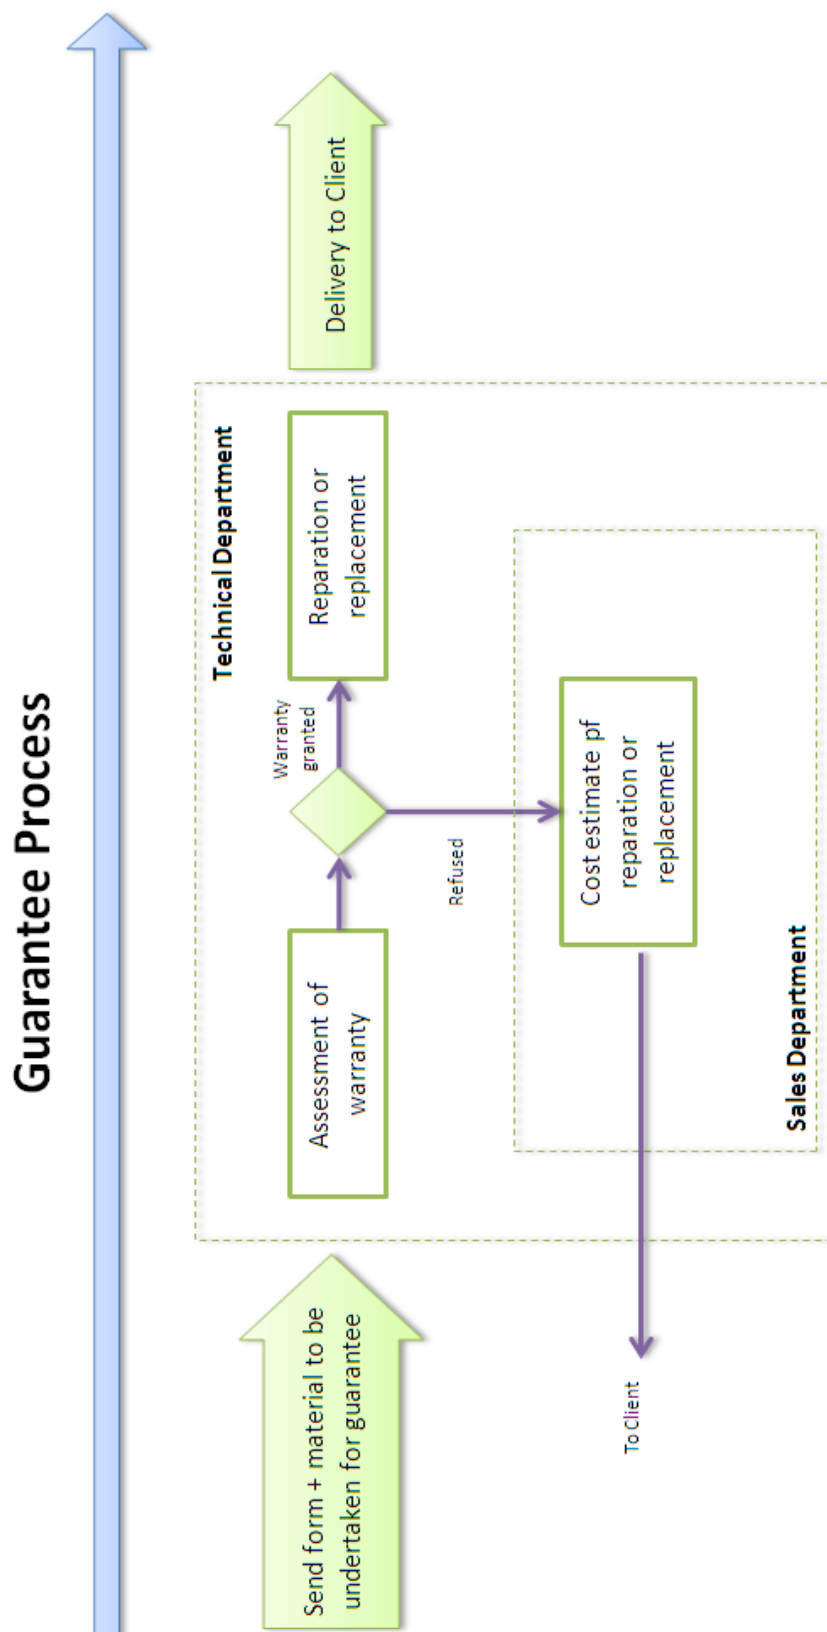 Guarantee Process
Send form + material to be
undertaken for guarantee
Technical Department
Assessment of
warranty
Warranty
granted
Reparation or
replacement
Delivery to Client
Refused
Cost estimate pf
reparation or
replacement
Sales Department
To Client